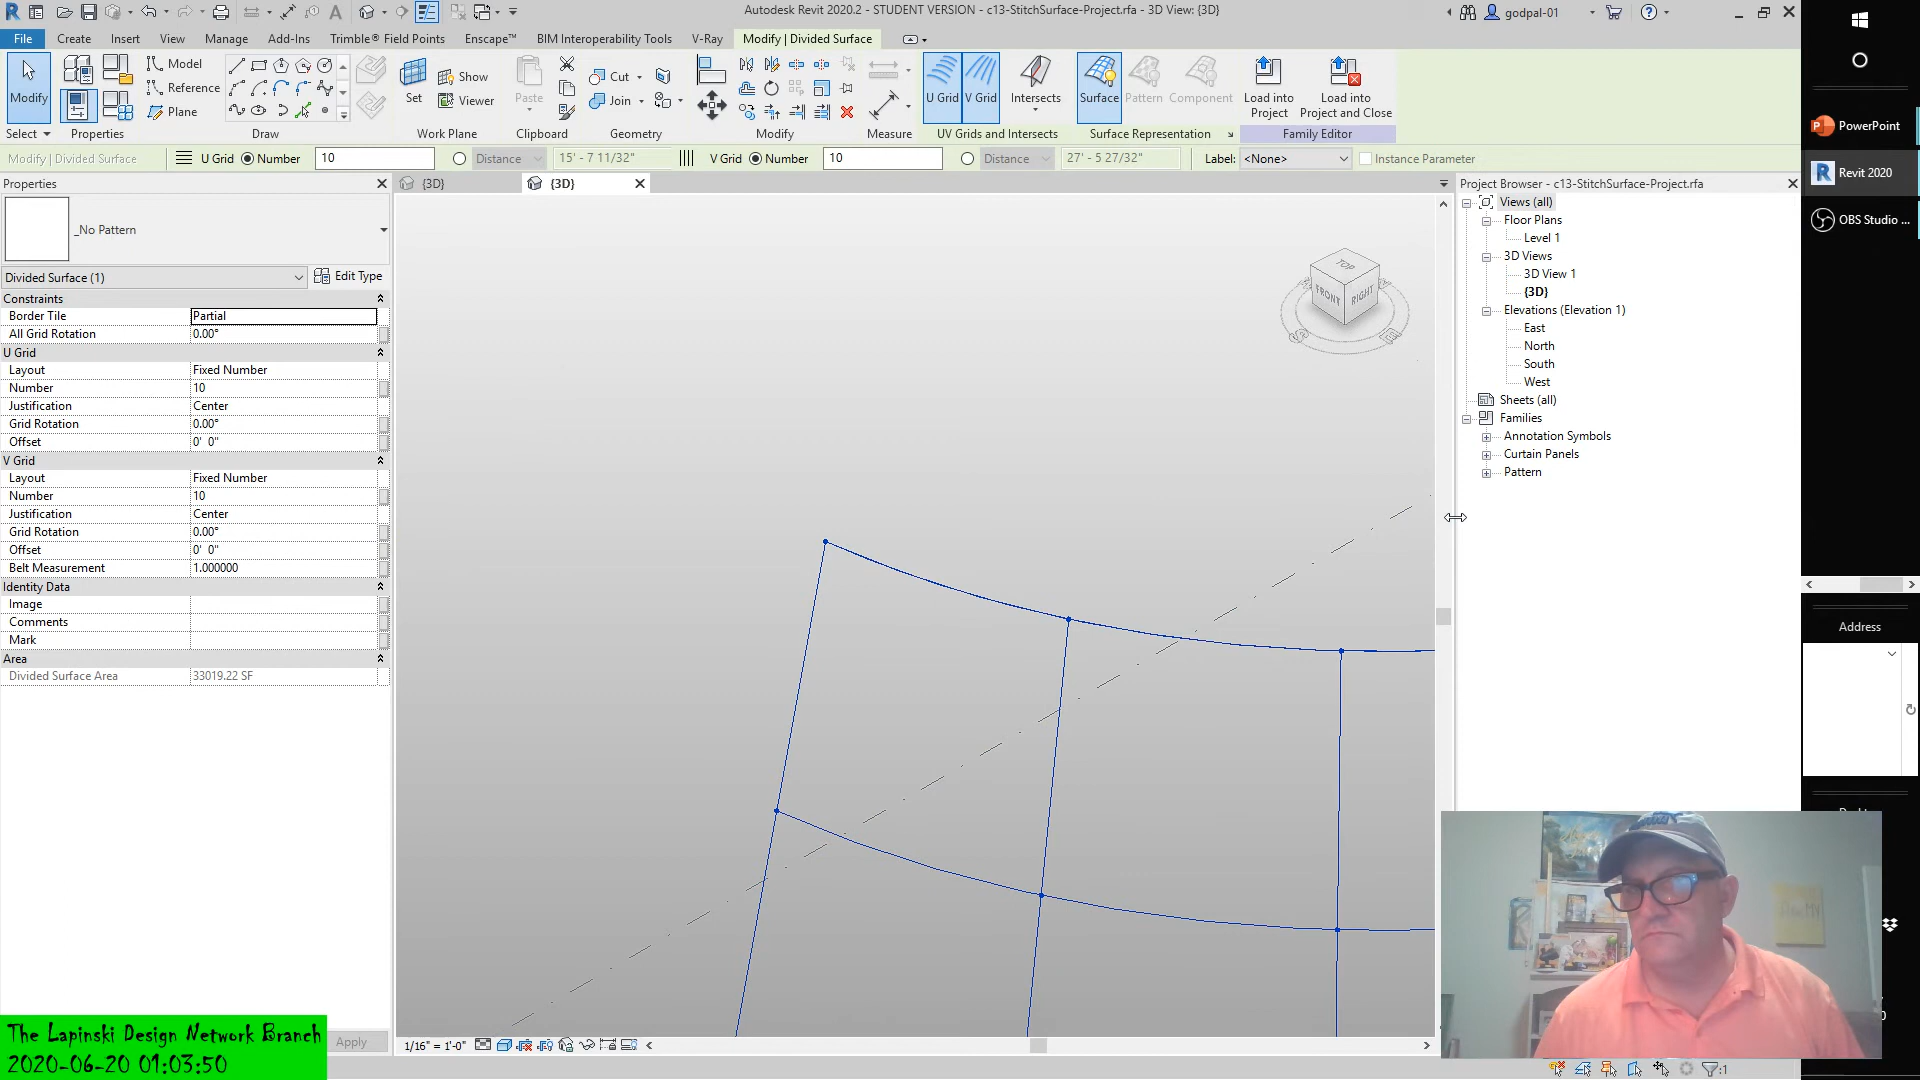 Autodesk Revit 2020.2 - STUDENT VERSION - c13-StitchSurface-Project.rfa - 3D View: {3D}
godpal-01
File Create Insert View Manage Add-Ins Trimble® Field Points Enscape™ BIM Interoperability Tools V-Ray Modify | Divided Surface
Modify
Model
Reference
Plane
Set
Show
Viewer
Paste
Cut
Join
U Grid
V Grid
Intersects
Surface
Pattern
Component
Load into
Project
Load into
Project and Close
Select
Properties
Draw
Work Plane
Clipboard
Geometry
Modify
Measure
UV Grids and Intersects
Surface Representation
Family Editor
Modify | Divided Surface
U Grid Number 10 Distance 15' - 7 11/32"
V Grid Number 10 Distance 27' - 5 27/32"
Label: <None> Instance Parameter
Properties
_No Pattern
Divided Surface (1) Edit Type
Constraints
Border Tile Partial
All Grid Rotation 0.00°
U Grid
Layout Fixed Number
Number 10
Justification Center
Grid Rotation 0.00°
Offset 0' 0"
V Grid
Layout Fixed Number
Number 10
Justification Center
Grid Rotation 0.00°
Offset 0' 0"
Belt Measurement 1.000000
Identity Data
Image
Comments
Mark
Area
Divided Surface Area 33019.22 SF
Apply
{3D} {3D}
TOP
FRONT
RIGHT
1/16" = 1'-0"
Project Browser - c13-StitchSurface-Project.rfa
Views (all)
Floor Plans
Level 1
3D Views
3D View 1
{3D}
Elevations (Elevation 1)
East
North
South
West
Sheets (all)
Families
Annotation Symbols
Curtain Panels
Pattern
PowerPoint
Revit 2020
OBS Studio ...
Address
:1
The Lapinski Design Network Branch
2020-06-20 01:03:50